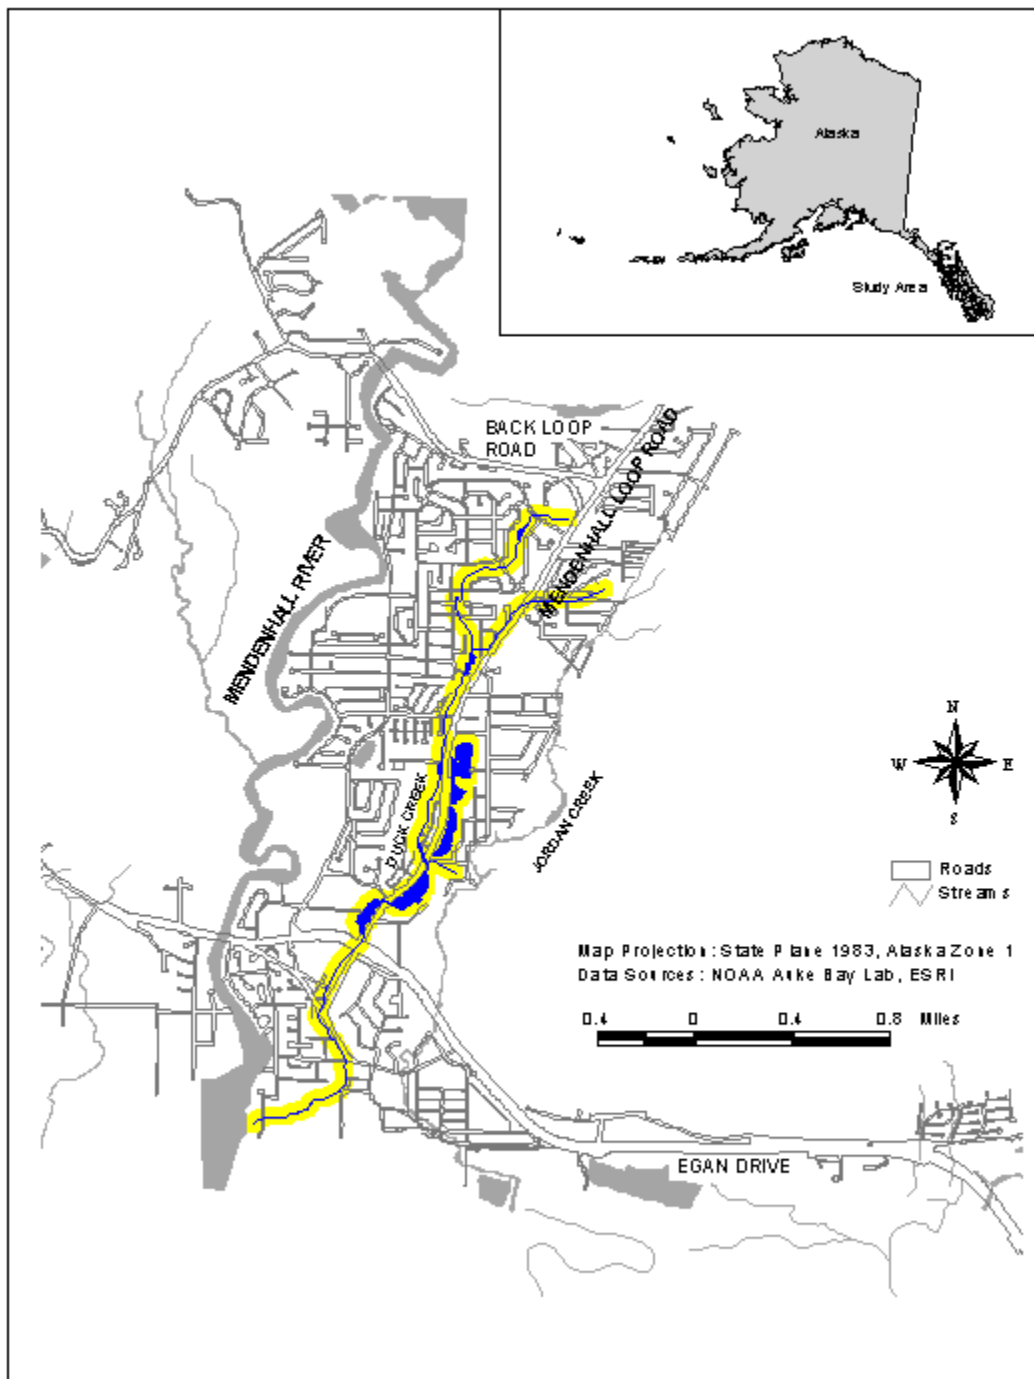 Alaska
Study Area
BACK LOOP
ROAD
MENDENHALL LOOP ROAD
MENDENHALL RIVER
DUCK CREEK
JORDAN CREEK
N
W E
S
Roads
Streams
Map Projection: State Plane 1983, Alaska Zone 1
Data Sources: NOAA Auke Bay Lab, ESRI
0.4 0 0.4 0.8 Miles
EGAN DRIVE